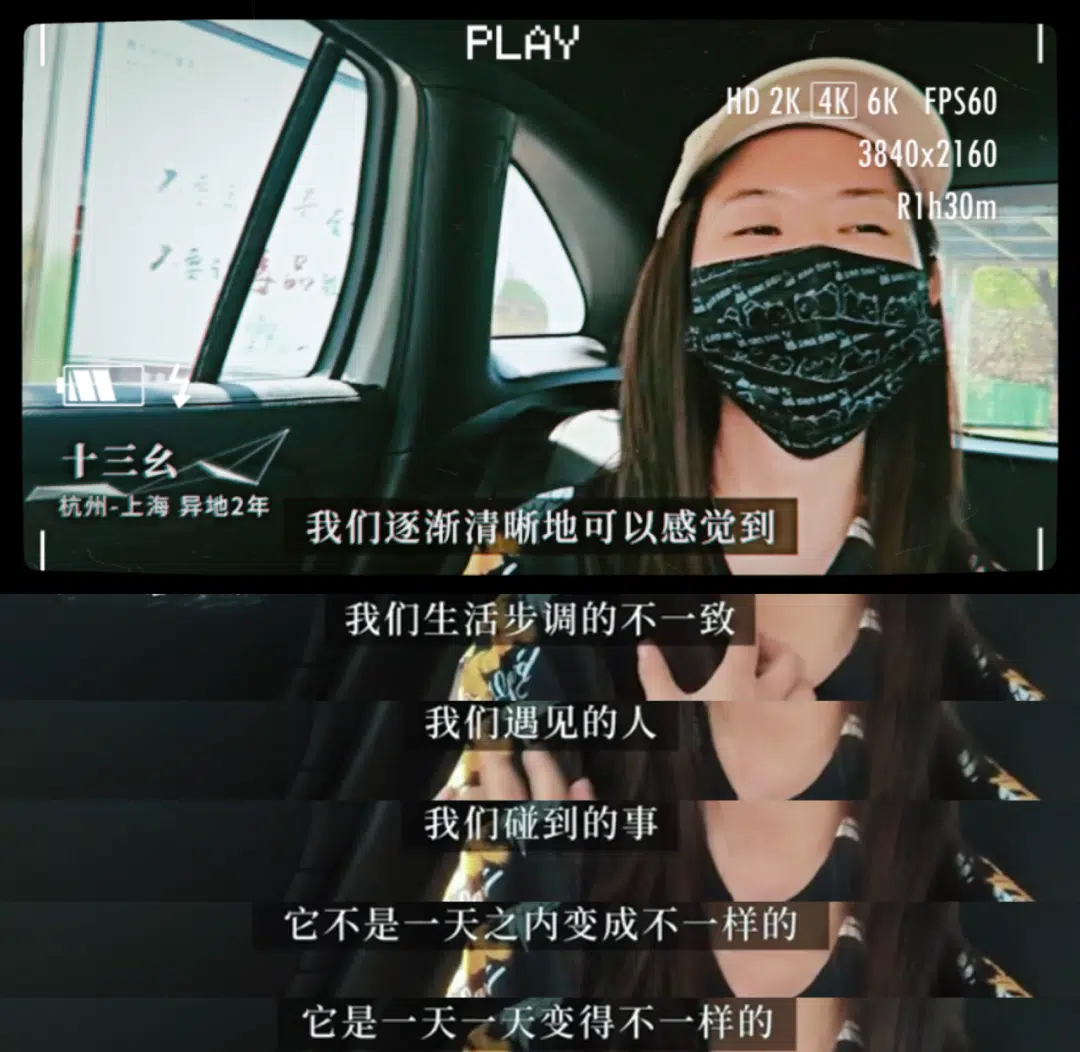 PLAY
HD 2K 4K 6K FPS60
3840x2160
R1h30m
十三幺
杭州-上海 异地2年
我们逐渐清晰地可以感觉到
我们生活步调的不一致
我们遇见的人
我们碰到的事
它不是一天之内变成不一样的
它是一天一天变得不一样的